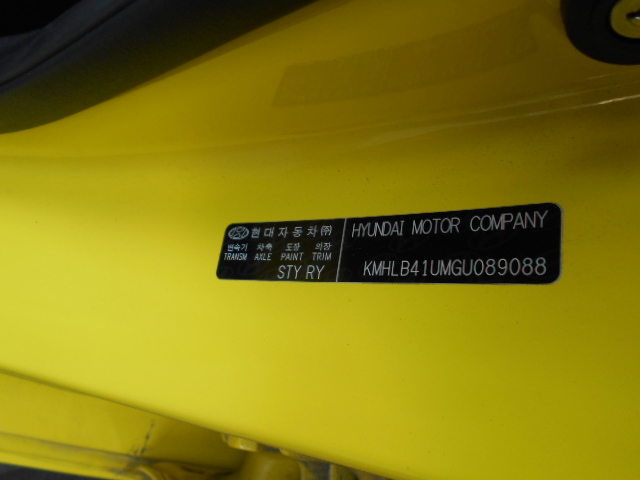 현대자동차㈜
변속기 차축 도장 의장
TRANSM AXLE PAINT TRIM
STY RY
HYUNDAI MOTOR COMPANY
KMHLB41UMGU089088